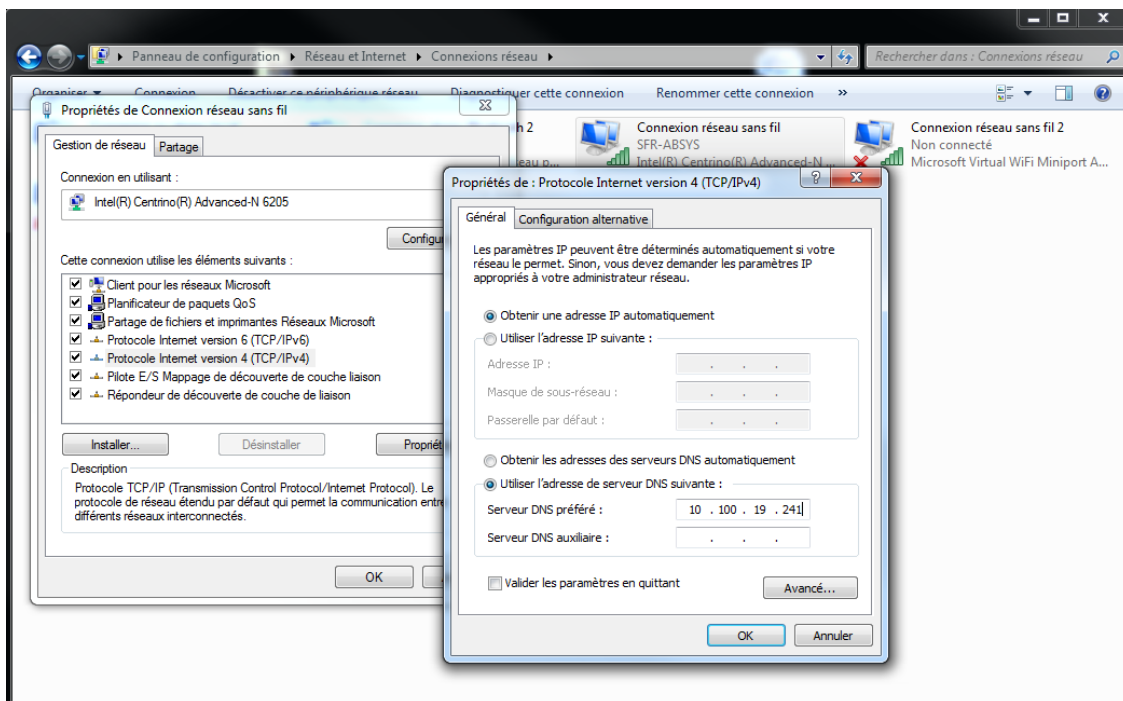 Panneau de configuration ▸ Réseau et Internet ▸ Connexions réseau ▸
Rechercher dans : Connexions réseau
Organiser Connexion Désactiver ce périphérique réseau Diagnostiquer cette connexion Renommer cette connexion »
Propriétés de Connexion réseau sans fil
Gestion de réseau Partage
Connexion en utilisant :
Intel(R) Centrino(R) Advanced-N 6205
Configu
Cette connexion utilise les éléments suivants :
Client pour les réseaux Microsoft
Planificateur de paquets QoS
Partage de fichiers et imprimantes Réseaux Microsoft
Protocole Internet version 6 (TCP/IPv6)
Protocole Internet version 4 (TCP/IPv4)
Pilote E/S Mappage de découverte de couche liaison
Répondeur de découverte de couche de liaison
Installer... Désinstaller Propriét
Description
Protocole TCP/IP (Transmission Control Protocol/Internet Protocol). Le
protocole de réseau étendu par défaut qui permet la communication entre
différents réseaux interconnectés.
OK
h 2
eau p...
Connexion réseau sans fil
SFR-ABSYS
Intel(R) Centrino(R) Advanced-N ...
Connexion réseau sans fil 2
Non connecté
Microsoft Virtual WiFi Miniport A...
Propriétés de : Protocole Internet version 4 (TCP/IPv4)
Général Configuration alternative
Les paramètres IP peuvent être déterminés automatiquement si votre
réseau le permet. Sinon, vous devez demander les paramètres IP
appropriés à votre administrateur réseau.
Obtenir une adresse IP automatiquement
Utiliser l'adresse IP suivante :
Adresse IP : . . .
Masque de sous-réseau : . . .
Passerelle par défaut : . . .
Obtenir les adresses des serveurs DNS automatiquement
Utiliser l'adresse de serveur DNS suivante :
Serveur DNS préféré : 10 . 100 . 19 . 241
Serveur DNS auxiliaire : . . .
Valider les paramètres en quittant
Avancé...
OK Annuler